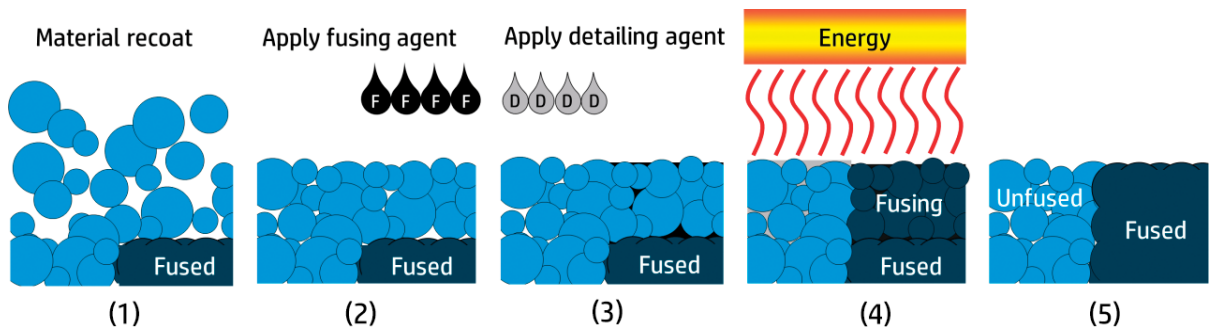 Material recoat
Apply fusing agent
Apply detailing agent
Energy
F F F F
D D D D
Fused
Fused
Fused
Fusing
Fused
Unfused
Fused
(1)
(2)
(3)
(4)
(5)